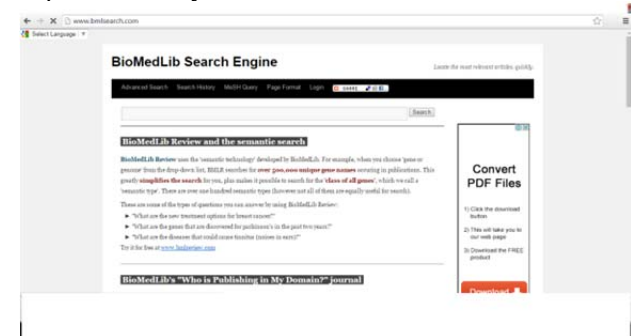 www.bmlsearch.com
Select Language ▼
BioMedLib Search Engine
Locate the most relevant articles, quickly.
Advanced Search Search History MeSH Query Page Format Login SHARE
Search
BioMedLib Review and the semantic search
BioMedLib Review uses the 'semantic technology' developed by BioMedLib. For example, when you choose 'gene or
genome' from the drop-down list, BMLR searches for over 300,000 unique gene names occuring in publications. This
greatly simplifies the search for you, plus makes it possible to search for the 'class of all genes', which we call a
'semantic type'. There are over one hundred semantic types (however not all of them are equally useful for search).
These are some of the types of questions you can answer by using BioMedLib Review:
► "What are the new treatment options for breast cancer?"
► "What are the genes that are discovered for parkinson's in the past two years?"
► "What are the diseases that could cause tinnitus (noises in ears)?"
Try it for free at www.bmlreview.com
BioMedLib's "Who is Publishing in My Domain?" journal
Convert
PDF Files
1) Click the download
button
2) This will take you to
our web page
3) Download the FREE
product
Download